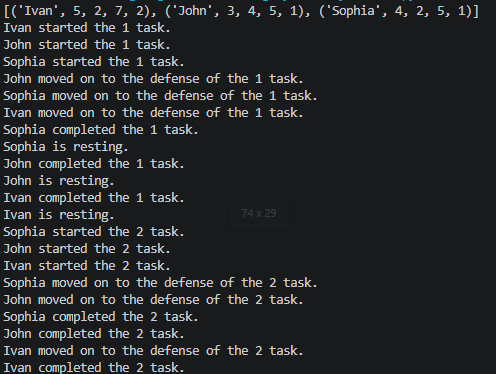 [('Ivan', 5, 2, 7, 2), ('John', 3, 4, 5, 1), ('Sophia', 4, 2, 5, 1)]
Ivan started the 1 task.
John started the 1 task.
Sophia started the 1 task.
John moved on to the defense of the 1 task.
Sophia moved on to the defense of the 1 task.
Ivan moved on to the defense of the 1 task.
Sophia completed the 1 task.
Sophia is resting.
John completed the 1 task.
John is resting.
Ivan completed the 1 task.
Ivan is resting.
74 x 29
Sophia started the 2 task.
John started the 2 task.
Ivan started the 2 task.
Sophia moved on to the defense of the 2 task.
John moved on to the defense of the 2 task.
Sophia completed the 2 task.
John completed the 2 task.
Ivan moved on to the defense of the 2 task.
Ivan completed the 2 task.